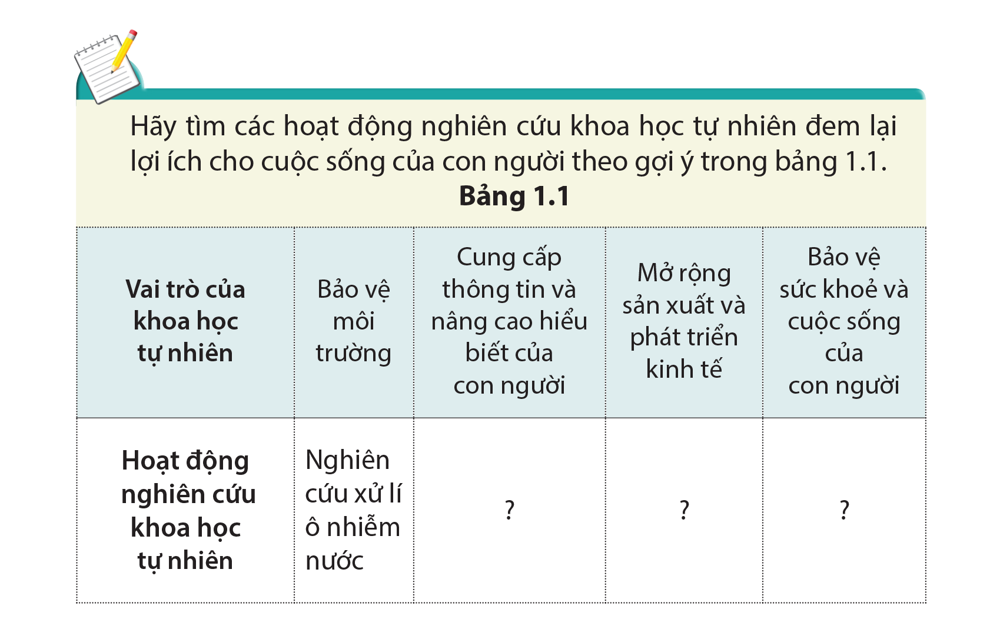 Hãy tìm các hoạt động nghiên cứu khoa học tự nhiên đem lại
lợi ích cho cuộc sống của con người theo gợi ý trong bảng 1.1.
Bảng 1.1
Vai trò của
khoa học
tự nhiên
Bảo vệ
môi
trường
Cung cấp
thông tin và
nâng cao hiểu
biết của
con người
Mở rộng
sản xuất và
phát triển
kinh tế
Bảo vệ
sức khoẻ và
cuộc sống
của
con người
Hoạt động
nghiên cứu
khoa học
tự nhiên
Nghiên
cứu xử lí
ô nhiễm
nước
?
?
?